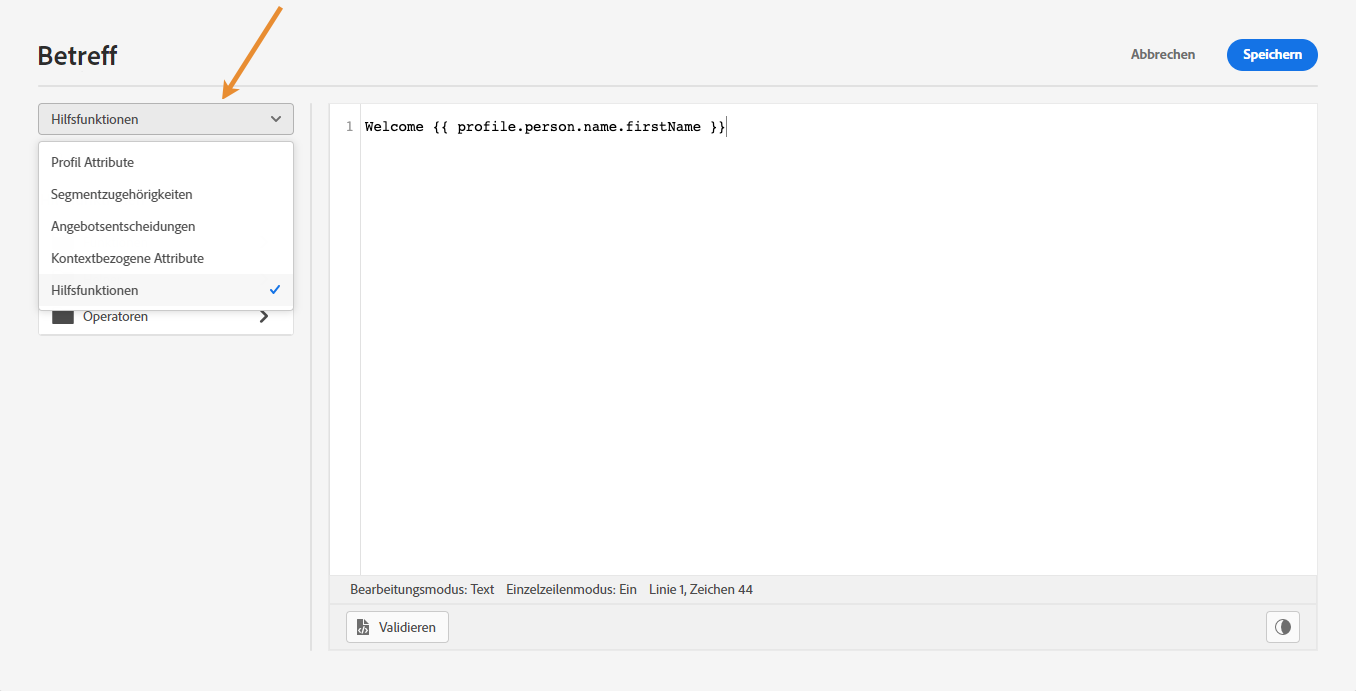 Betreff
Abbrechen
Speichern
Hilfsfunktionen
Profil Attribute
Segmentzugehörigkeiten
Angebotsentscheidungen
Kontextbezogene Attribute
Hilfsfunktionen
Operatoren
1 Welcome {{ profile.person.name.firstName }}
Bearbeitungsmodus: Text Einzelzeilenmodus: Ein Linie 1, Zeichen 44
Validieren